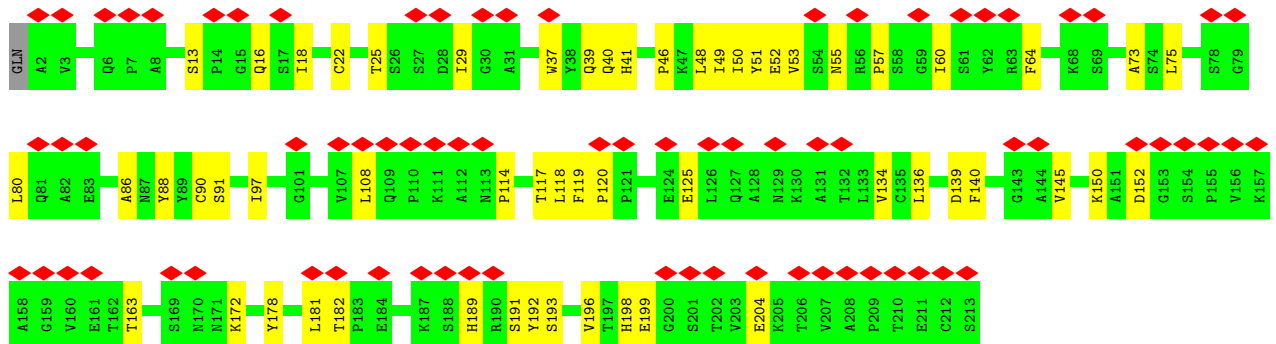 GLN A2 V3 Q6 P7 A8 S13 P14 G15 Q16 S17 I18 C22 T25 S26 S27 D28 I29 G30 A31 W37 Y38 Q39 Q40 H41 P46 K47 L48 I49 I50 Y51 E52 V53 S54 N55 R56 P57 S58 G59 I60 S61 Y62 R63 F64 K68 S69 A73 S74 L75 S78 G79
L80 Q81 A82 E83 A86 N87 Y88 Y89 C90 S91 I97 G101 V107 L108 Q109 P110 K111 A112 N113 P114 T117 L118 F119 P120 P121 E124 E125 L126 Q127 A128 N129 K130 A131 T132 L133 V134 C135 L136 D139 F140 G143 A144 V145 K150 A151 D152 G153 S154 P155 V156 K157
A158 G159 V160 E161 T162 T163 S169 N170 N171 K172 Y178 L181 T182 P183 E184 K187 S188 H189 R190 S191 Y192 S193 V196 T197 H198 E199 G200 S201 T202 V203 E204 K205 T206 V207 A208 P209 T210 E211 C212 S213